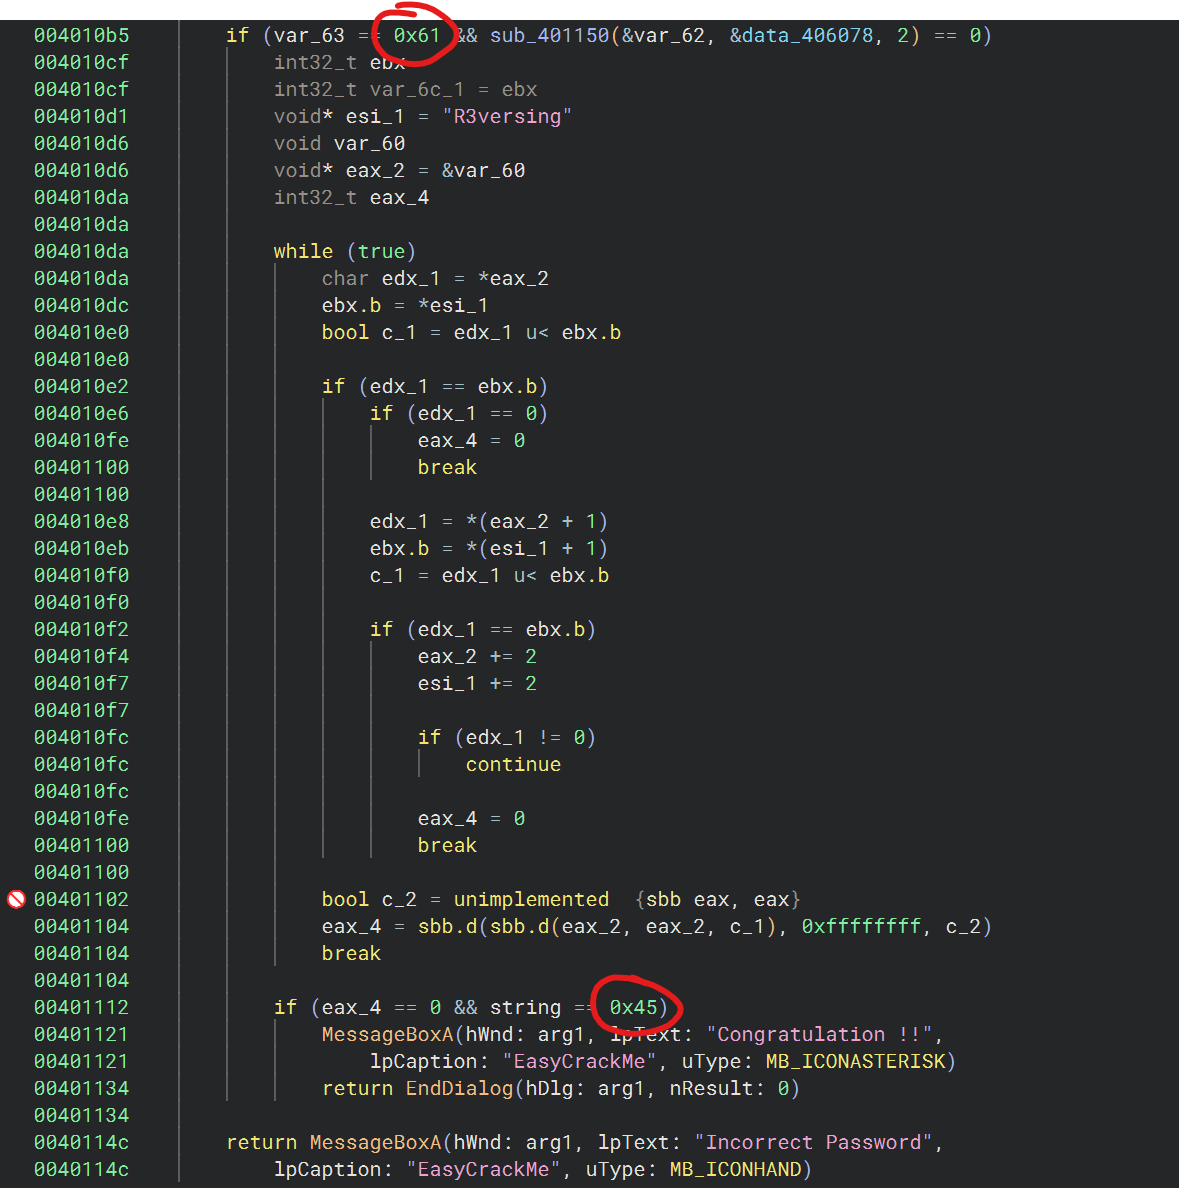 004010b5 if (var_63 == 0x61 && sub_401150(&var_62, &data_406078, 2) == 0)
004010cf int32_t ebx
004010cf int32_t var_6c_1 = ebx
004010d1 void* esi_1 = "R3versing"
004010d6 void var_60
004010d6 void* eax_2 = &var_60
004010da int32_t eax_4
004010da
004010da while (true)
004010da char edx_1 = *eax_2
004010dc ebx.b = *esi_1
004010e0 bool c_1 = edx_1 u< ebx.b
004010e0
004010e2 if (edx_1 == ebx.b)
004010e6 if (edx_1 == 0)
004010fe eax_4 = 0
00401100 break
00401100
004010e8 edx_1 = *(eax_2 + 1)
004010eb ebx.b = *(esi_1 + 1)
004010f0 c_1 = edx_1 u< ebx.b
004010f0
004010f2 if (edx_1 == ebx.b)
004010f4 eax_2 += 2
004010f7 esi_1 += 2
004010f7
004010fc if (edx_1 != 0)
004010fc continue
004010fc
004010fe eax_4 = 0
00401100 break
00401100
00401102 bool c_2 = unimplemented {sbb eax, eax}
00401104 eax_4 = sbb.d(sbb.d(eax_2, eax_2, c_1), 0xffffffff, c_2)
00401104 break
00401104
00401112 if (eax_4 == 0 && string == 0x45)
00401121 MessageBoxA(hWnd: arg1, lpText: "Congratulation !!",
00401121 lpCaption: "EasyCrackMe", uType: MB_ICONASTERISK)
00401134 return EndDialog(hDlg: arg1, nResult: 0)
00401134
0040114c return MessageBoxA(hWnd: arg1, lpText: "Incorrect Password",
0040114c lpCaption: "EasyCrackMe", uType: MB_ICONHAND)